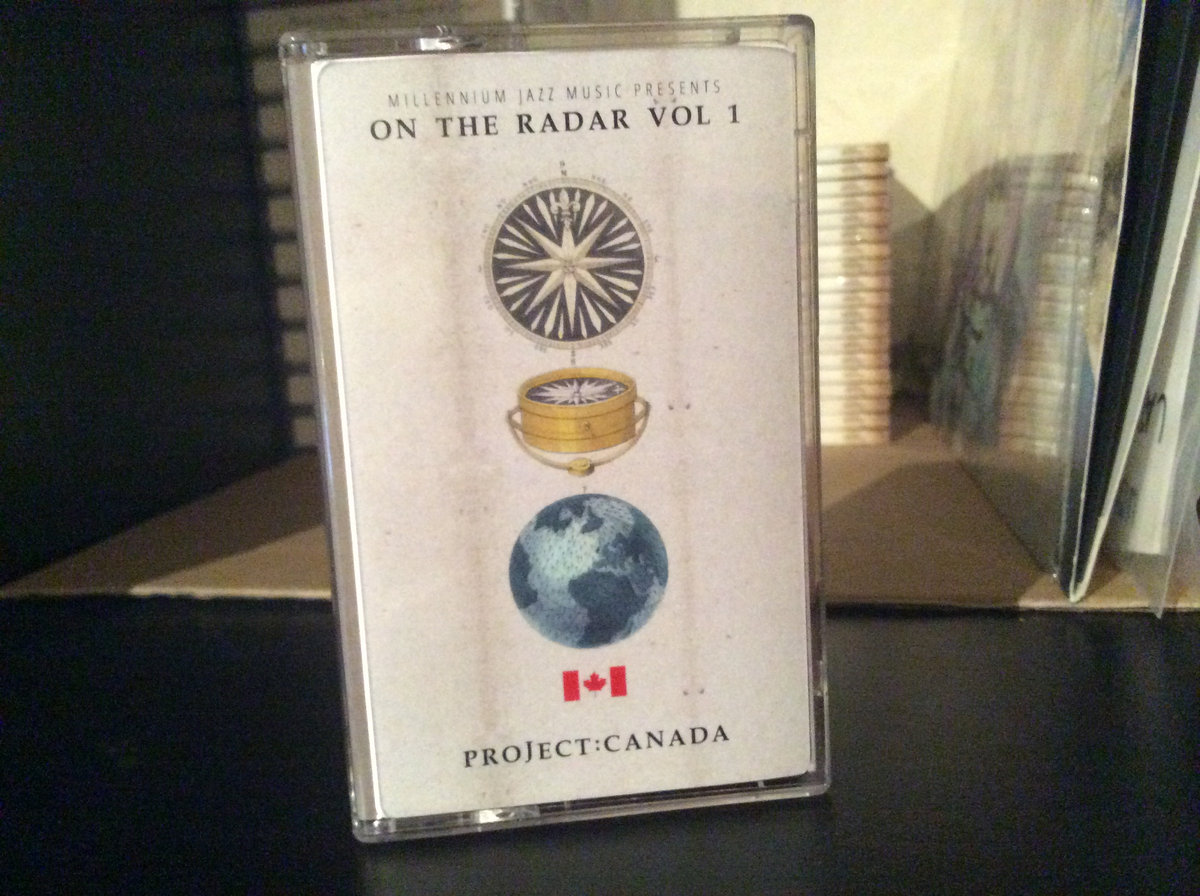 MILLENNIUM JAZZ MUSIC PRESENTS
ON THE RADAR VOL 1
PROJECT:CANADA